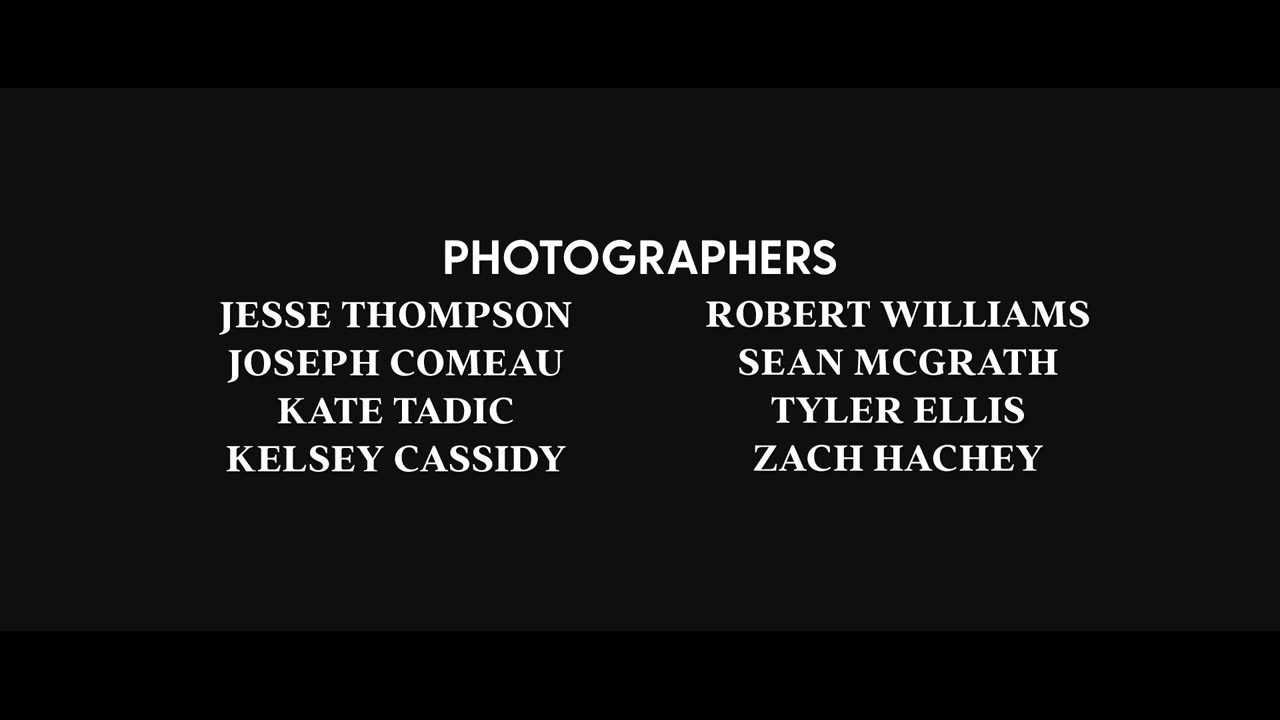 PHOTOGRAPHERS
JESSE THOMPSON
JOSEPH COMEAU
KATE TADIC
KELSEY CASSIDY
ROBERT WILLIAMS
SEAN MCGRATH
TYLER ELLIS
ZACH HACHEY